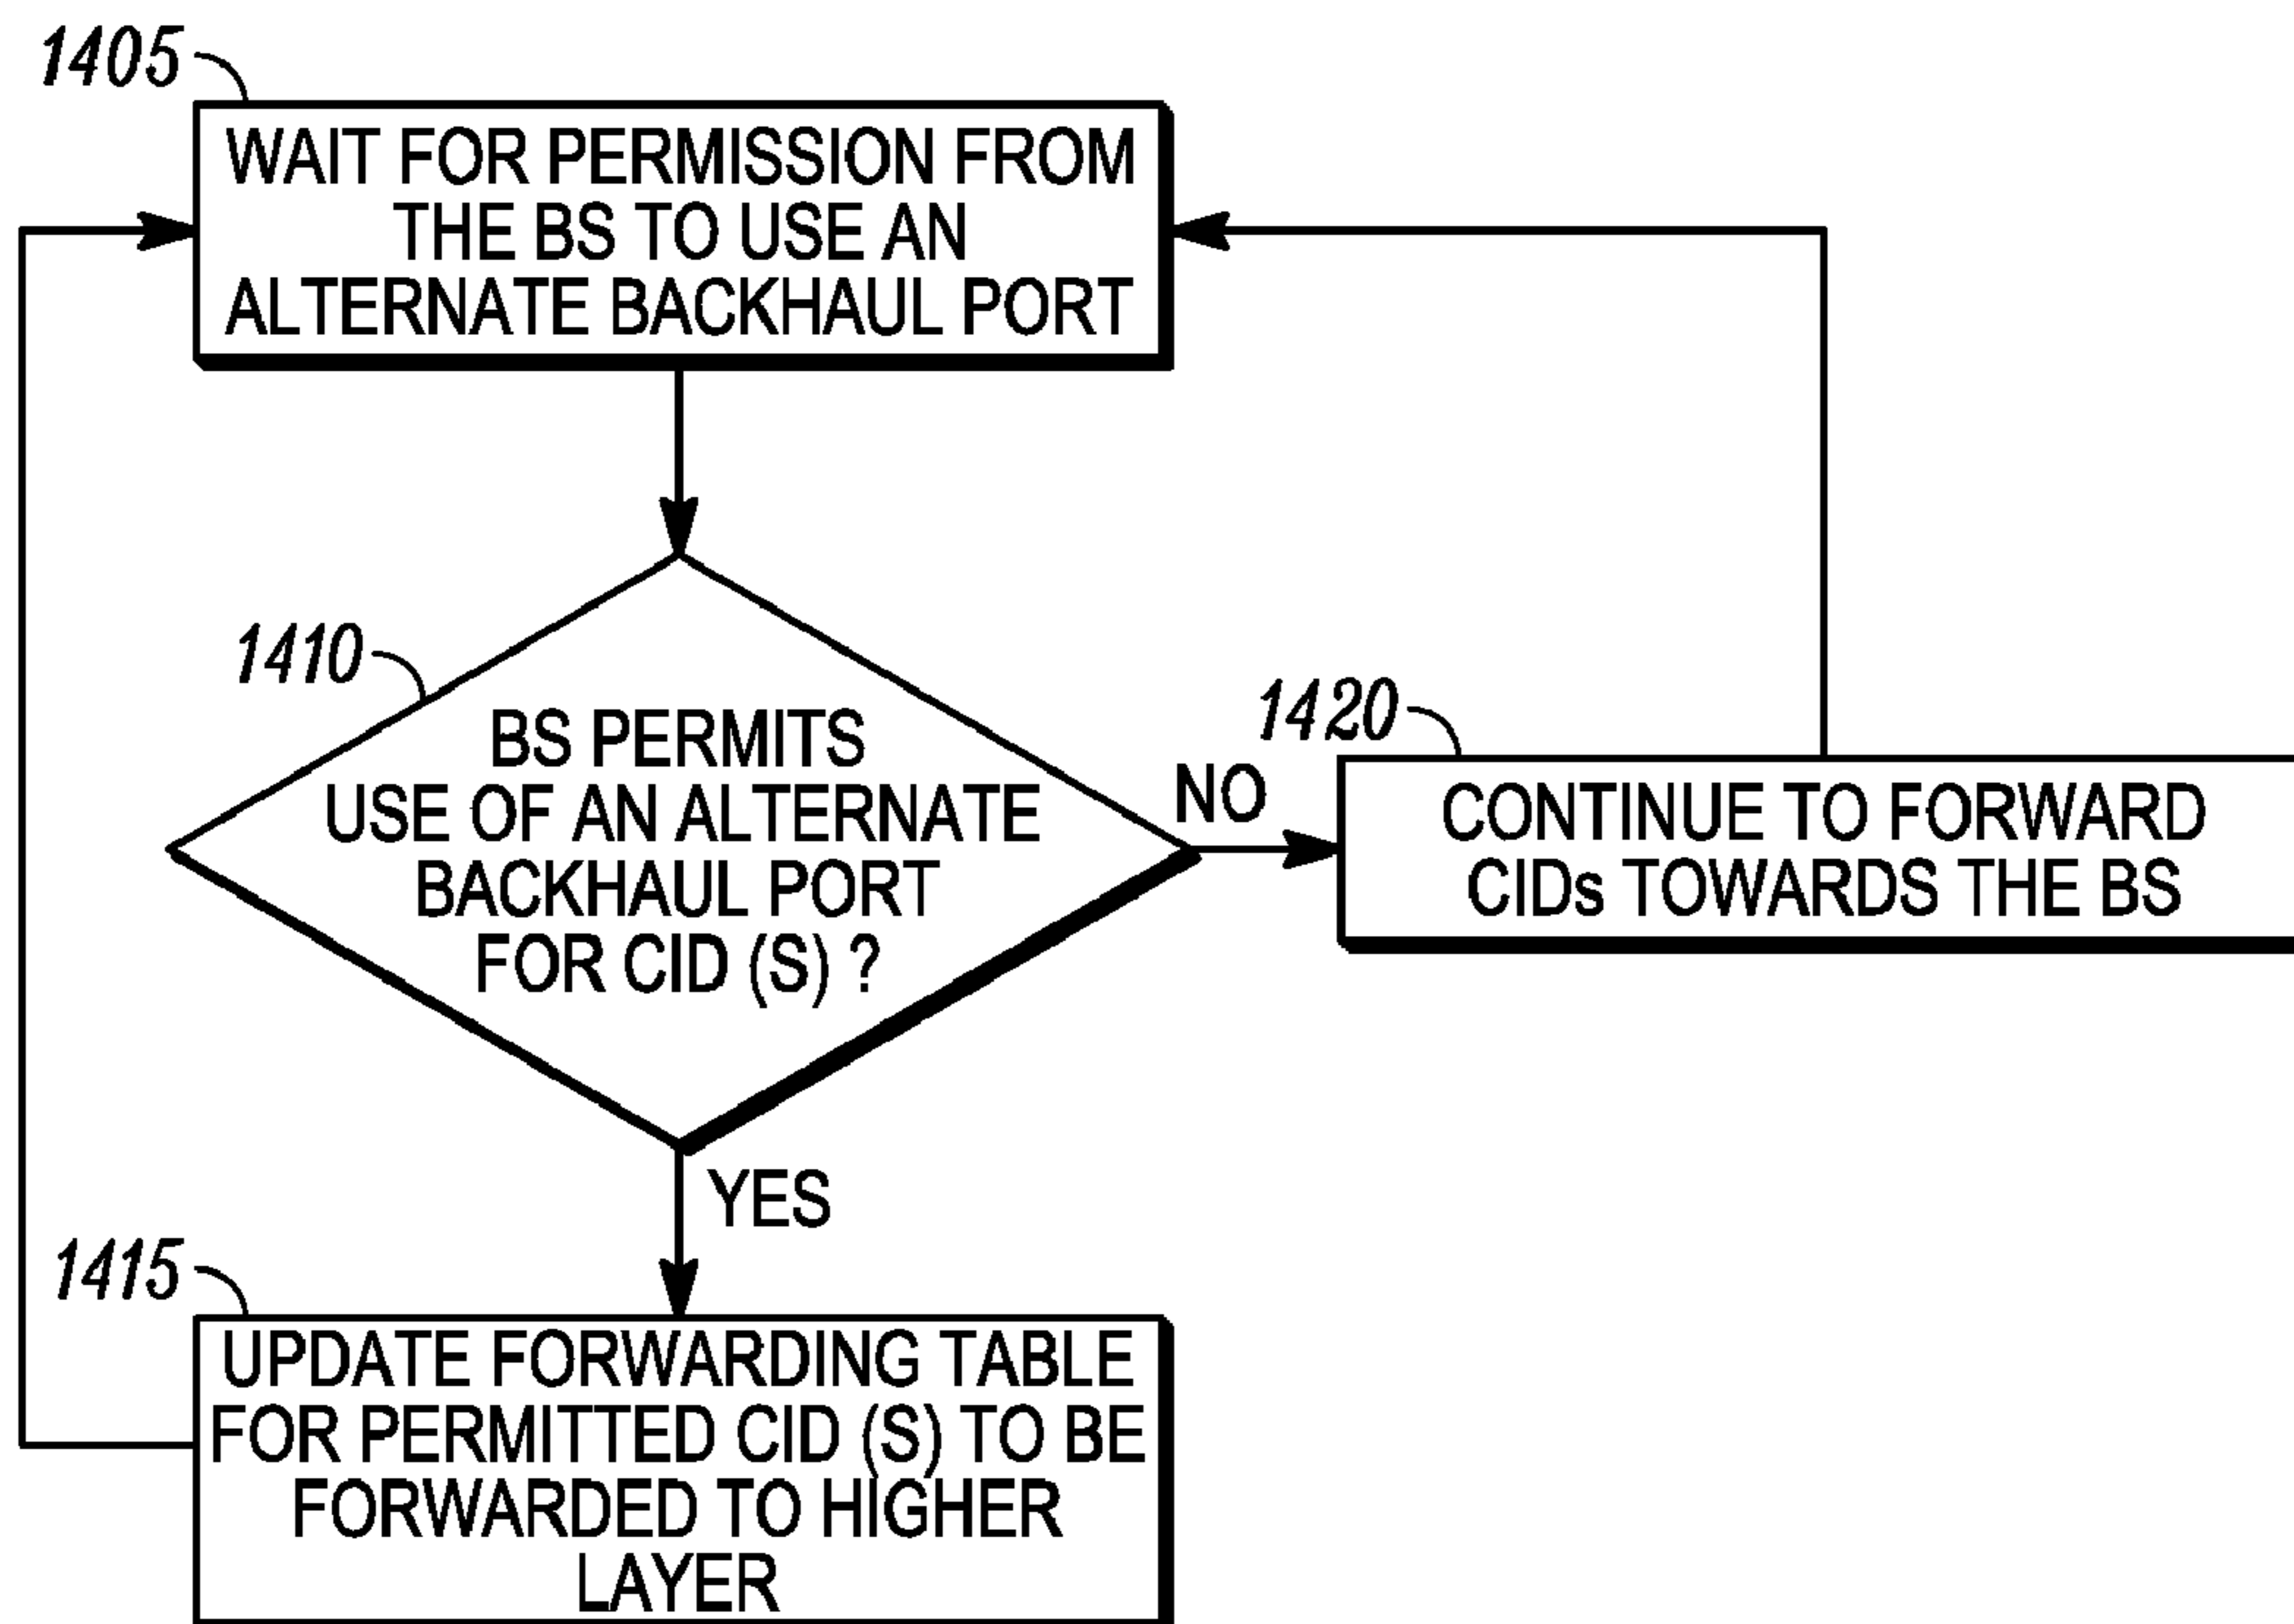 1405
WAIT FOR PERMISSION FROM
THE BS TO USE AN
ALTERNATE BACKHAUL PORT
1410
BS PERMITS
USE OF AN ALTERNATE
BACKHAUL PORT
FOR CID (S) ?
NO
1420
CONTINUE TO FORWARD
CIDs TOWARDS THE BS
YES
1415
UPDATE FORWARDING TABLE
FOR PERMITTED CID (S) TO BE
FORWARDED TO HIGHER
LAYER